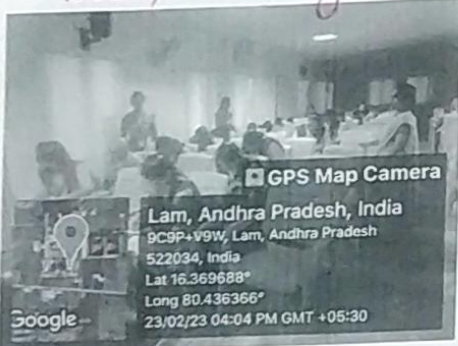 GPS Map Camera
Lam, Andhra Pradesh, India
9C9P+V9W, Lam, Andhra Pradesh
522034, India
Lat 16.369688°
Long 80.436366°
23/02/23 04:04 PM GMT +05:30
Google